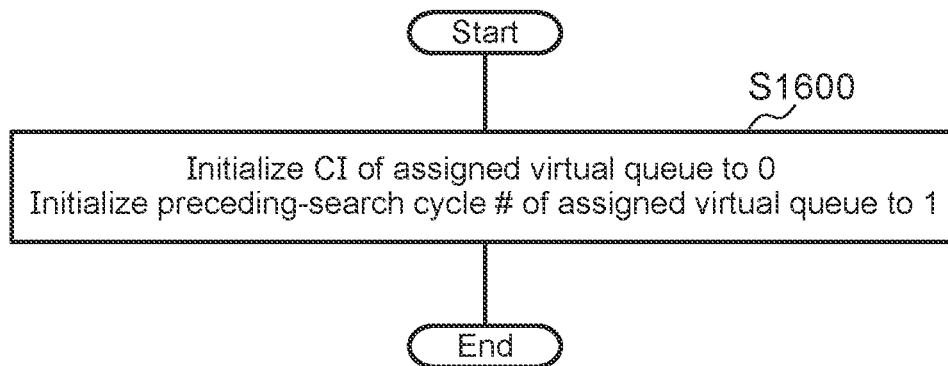 Start
S1600
Initialize CI of assigned virtual queue to 0
Initialize preceding-search cycle # of assigned virtual queue to 1
End